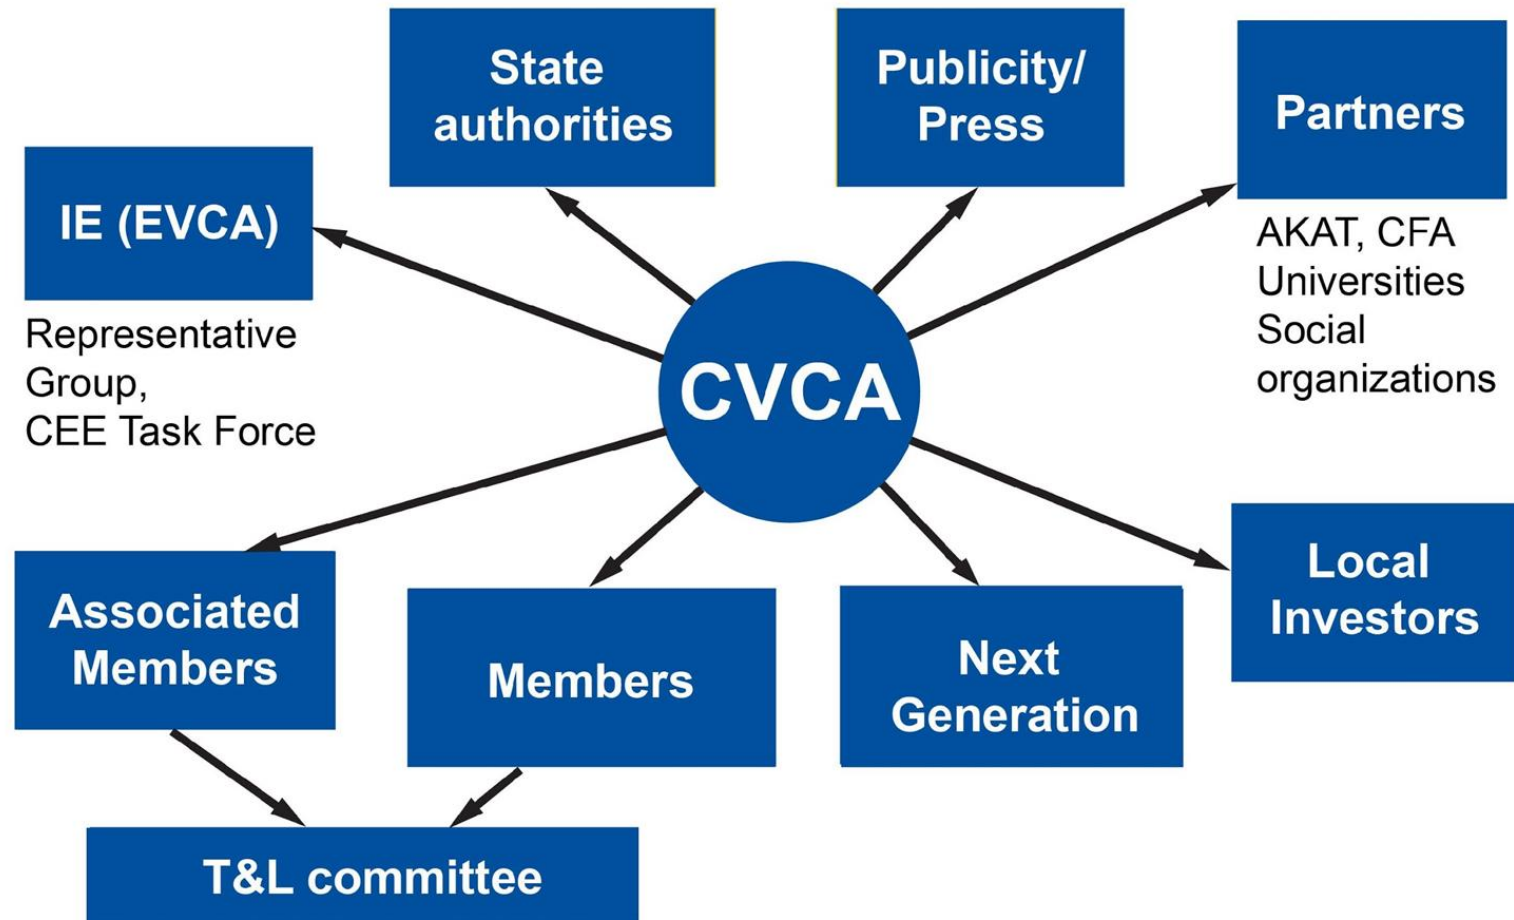 State
authorities
Publicity/
Press
Partners
IE (EVCA)
AKAT, CFA
Universities
Social
organizations
Representative
Group,
CEE Task Force
CVCA
Associated
Members
Members
Next
Generation
Local
Investors
T&L committee